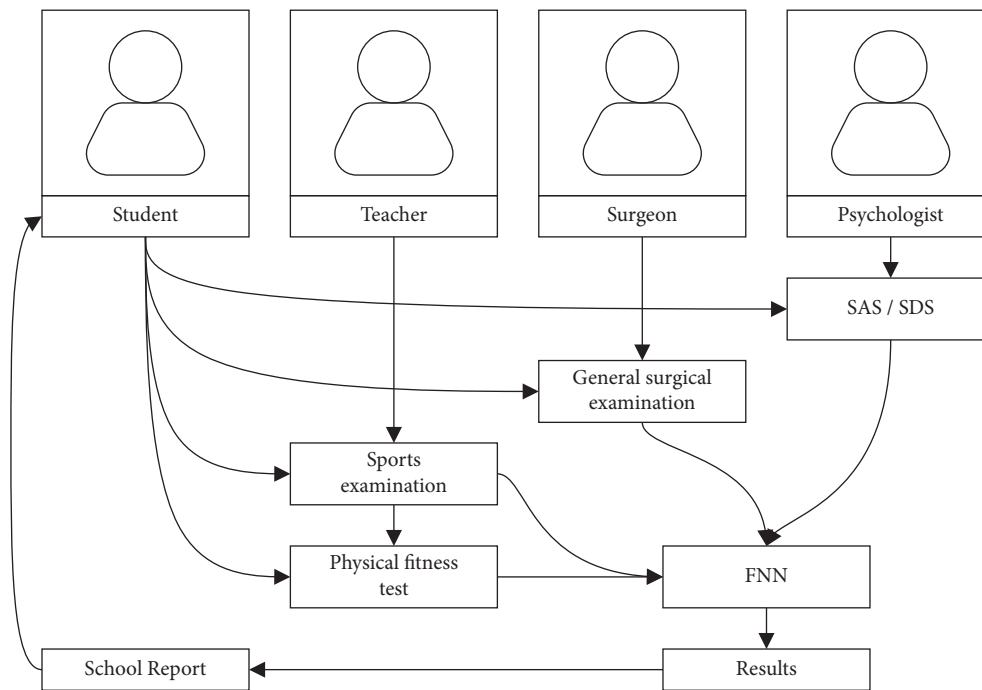 Student
Teacher
Surgeon
Psychologist
SAS / SDS
General surgical
examination
Sports
examination
Physical fitness
test
FNN
School Report
Results